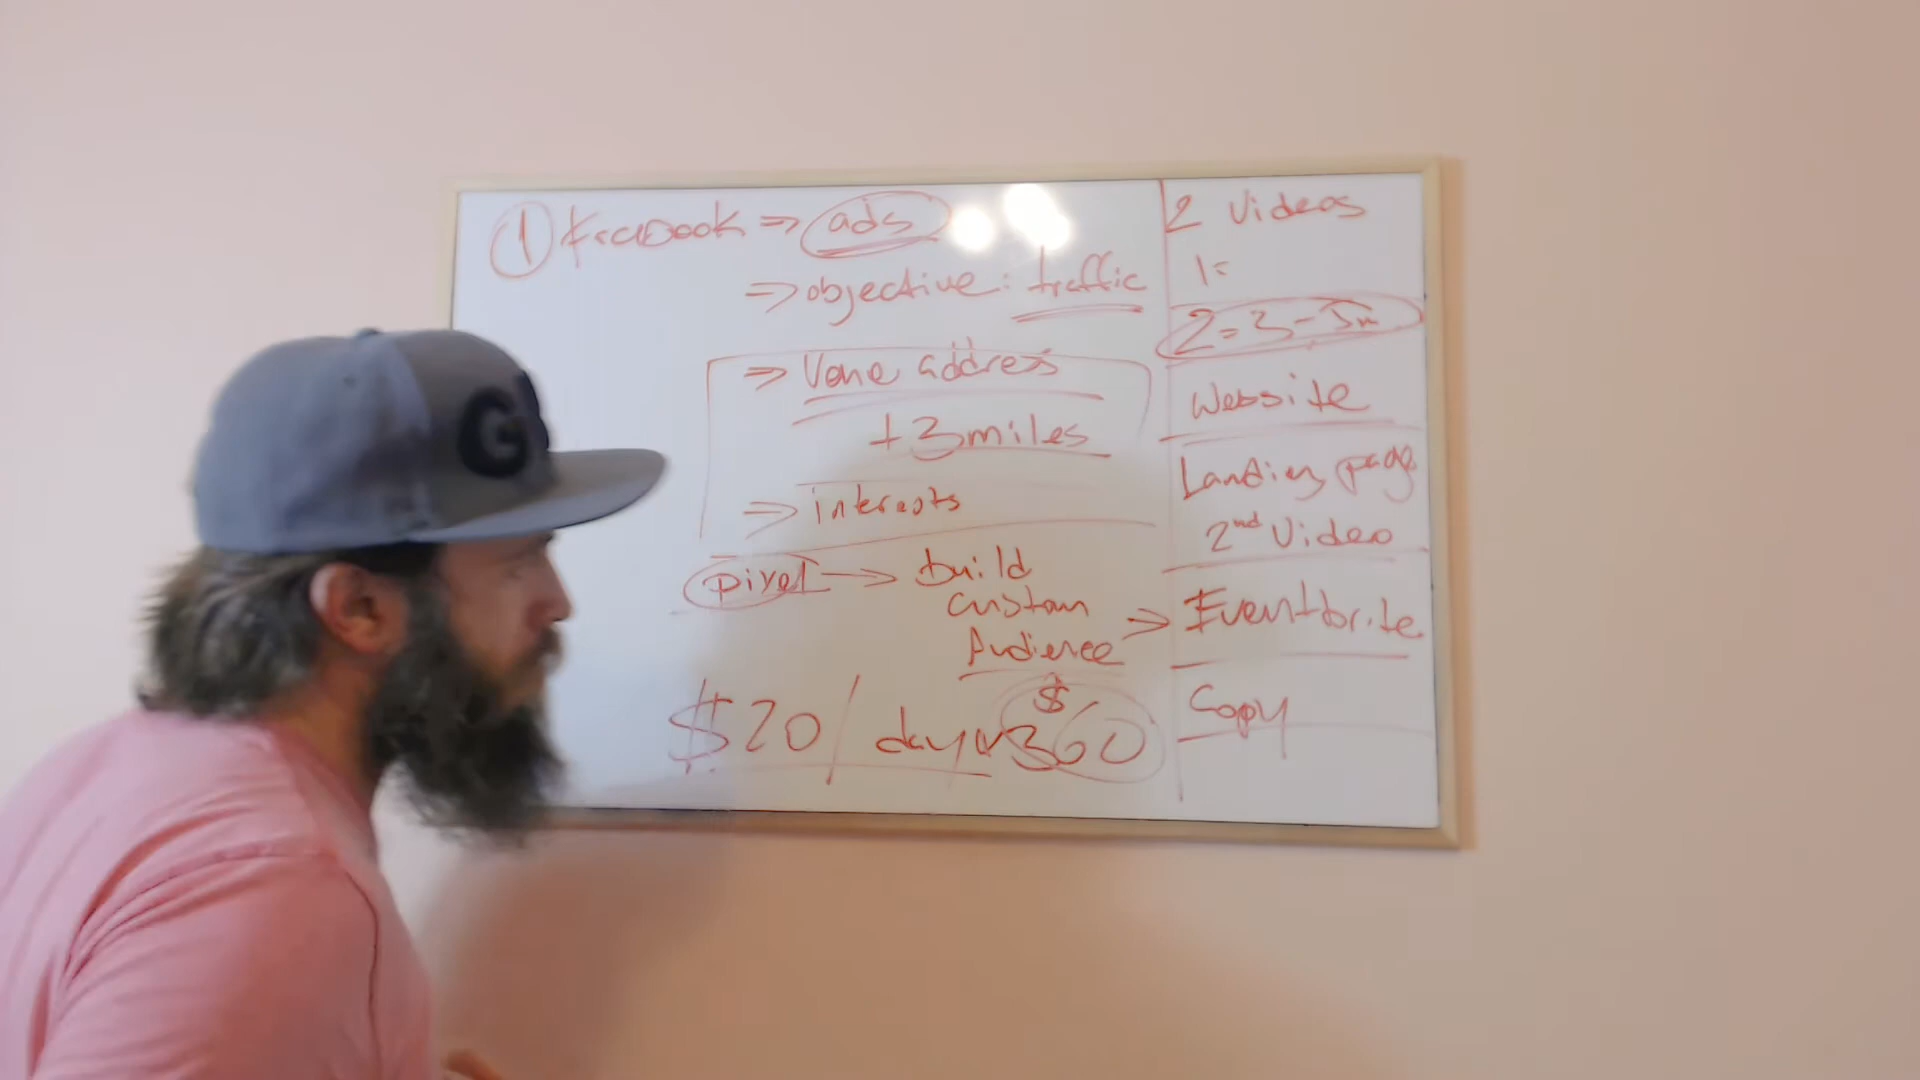 ① facebook => ads
=> objective: traffic
=> Venue address
+ 3 miles
=> interests
pixel -> build
custom
Audience =>
$20/day
$
360
2 Videos
1=
2=3-5m
Website
Landing page
2nd Video
Eventbrite
Copy
G